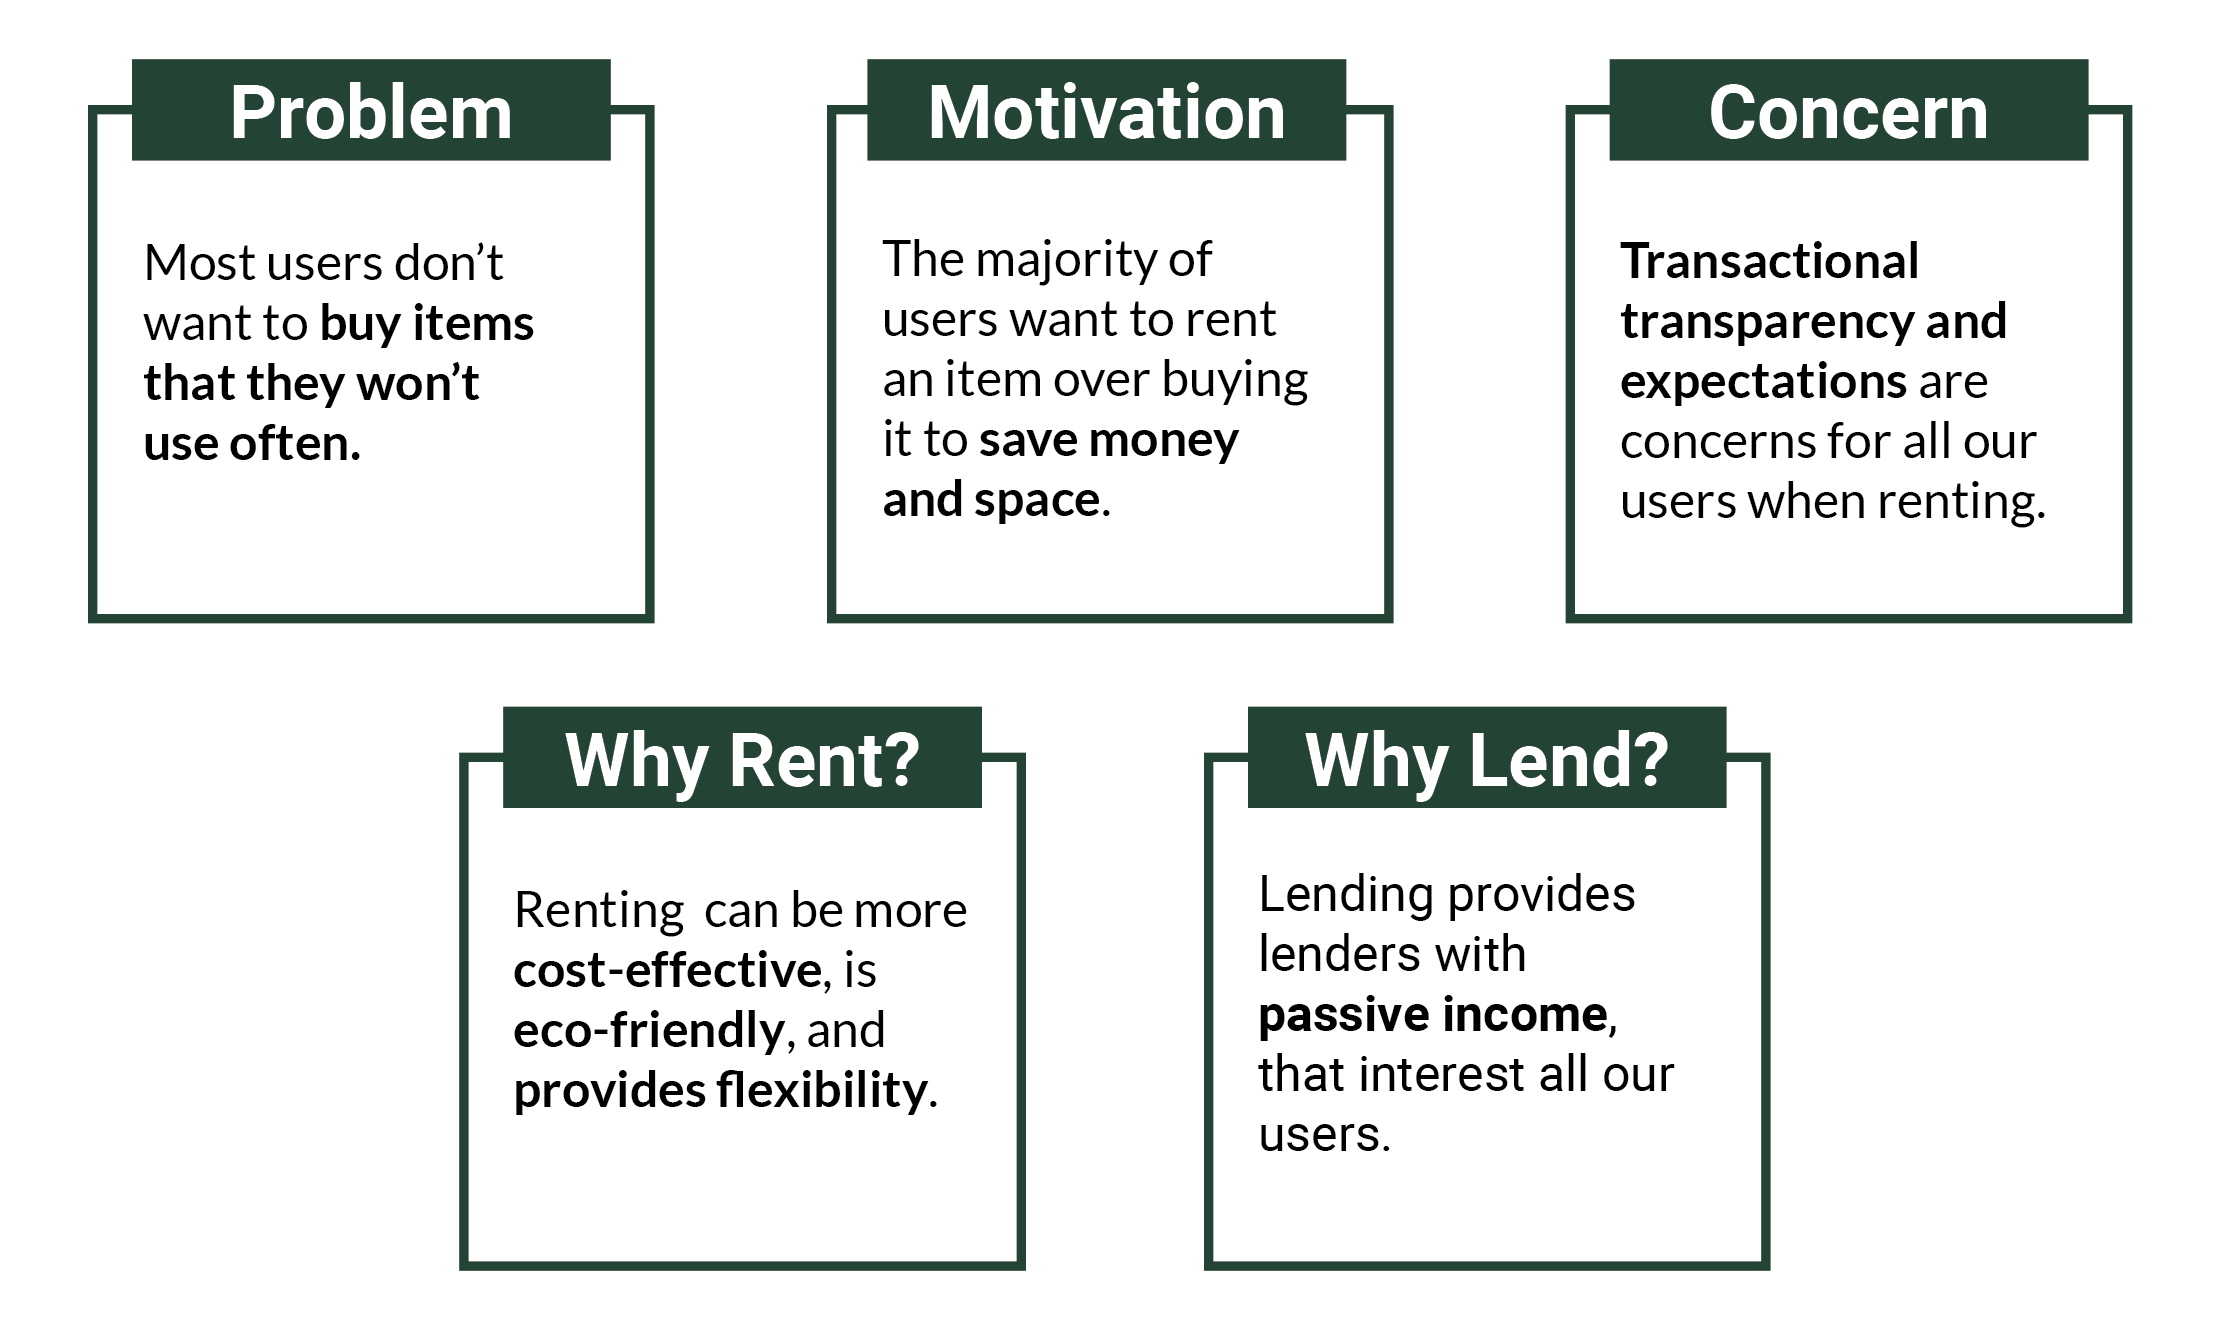 Problem
Most users don’t
want to buy items
that they won’t
use often.
Motivation
The majority of
users want to rent
an item over buying
it to save money
and space.
Concern
Transactional
transparency and
expectations are
concerns for all our
users when renting.
Why Rent?
Renting  can be more
cost-effective, is
eco-friendly, and
provides flexibility.
Why Lend?
Lending provides
lenders with
passive income,
that interest all our
users.